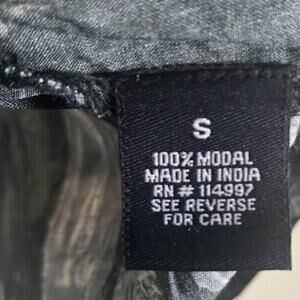 S
100% MODAL
MADE IN INDIA
RN # 114997
SEE REVERSE
FOR CARE